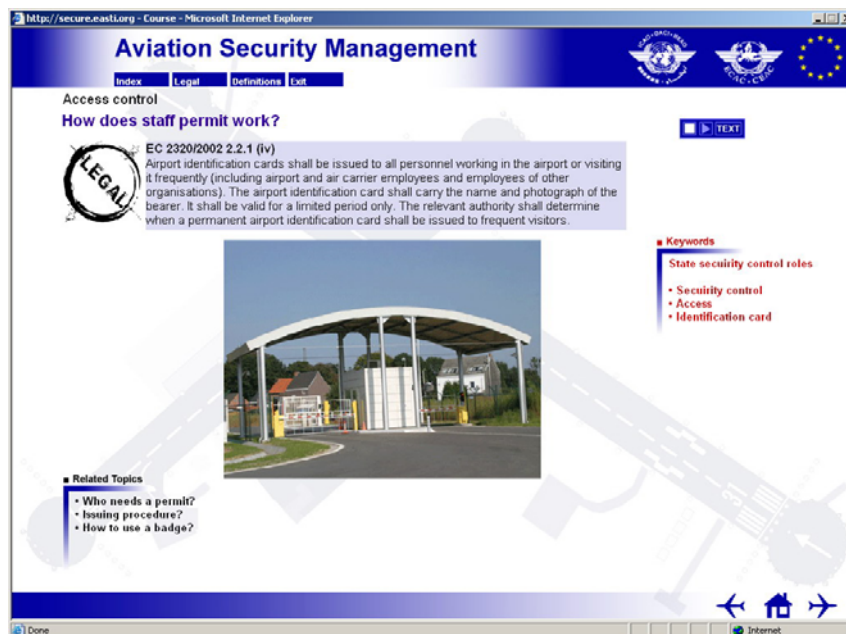 http://secure.easti.org - Course - Microsoft Internet Explorer
Aviation Security Management
Index Legal Definitions Exit
Access control
How does staff permit work?
TEXT
LEGAL
EC 2320/2002 2.2.1 (iv)
Airport identification cards shall be issued to all personnel working in the airport or visiting
it frequently (including airport and air carrier employees and employees of other
organisations). The airport identification card shall carry the name and photograph of the
bearer. It shall be valid for a limited period only. The relevant authority shall determine
when a permanent airport identification card shall be issued to frequent visitors.
Keywords
State secuirity control roles
• Secuirity control
• Access
• Identification card
Related Topics
• Who needs a permit?
• Issuing procedure?
• How to use a badge?
31
Done
Internet